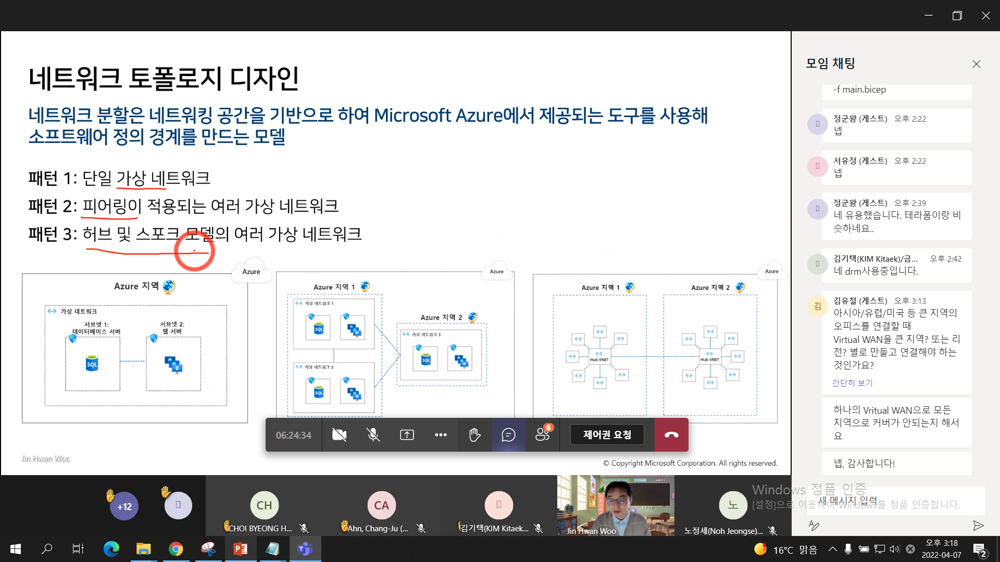 네트워크 토폴로지 디자인
네트워크 분할은 네트워킹 공간을 기반으로 하여 Microsoft Azure에서 제공되는 도구를 사용해
소프트웨어 정의 경계를 만드는 모델
패턴 1: 단일 가상 네트워크
패턴 2: 피어링이 적용되는 여러 가상 네트워크
패턴 3: 허브 및 스포크 모델의 여러 가상 네트워크
Azure
Azure 지역
가상 네트워크
서브넷 1:
데이터베이스 서버
서브넷 2:
웹 서버
SQL
Azure
Azure 지역 1
가상 네트워크 1
SQL
가상 네트워크 2
SQL
Azure 지역 2
가상 네트워크 3
SQL
Azure
Azure 지역 1
Hub VNET
Azure 지역 2
Hub VNET
06:24:34
6
제어권 요청
Jin Hwan Woo
© Copyright Microsoft Corporation. All rights reserved.
+12
CH
CHOI BYEONG H...
CA
Ahn, Chang-Ju (...
김기택(KIM Kitaek...
Jin Hwan Woo
노
노정세(Noh Jeongse)...
모임 채팅
-f main.bicep
정군왕 (게스트) 오후 2:22
넵
서유정 (게스트) 오후 2:22
넵
정군왕 (게스트) 오후 2:39
네 유용했습니다. 테라폼이랑 비
슷하네요..
김기택(KIM Kitaek)/금... 오후 2:42
네 drm사용중입니다.
김
김유철 (게스트) 오후 3:13
아시아/유럽/미국 등 큰 지역의
오피스를 연결할 때
Virtual WAN을 큰 지역? 또는 리
전? 별로 만들고 연결해야 하는
것인가요?
간단히 보기
하나의 Vritual WAN으로 모든
지역으로 커버가 안되는지 해서
요
넵, 감사합니다!
Windows 정품 인증
[설정]으로 이동하여 Windows를 정품 인증합니다.
새 메시지 입력
16°C 맑음
오후 3:18
2022-04-07
2